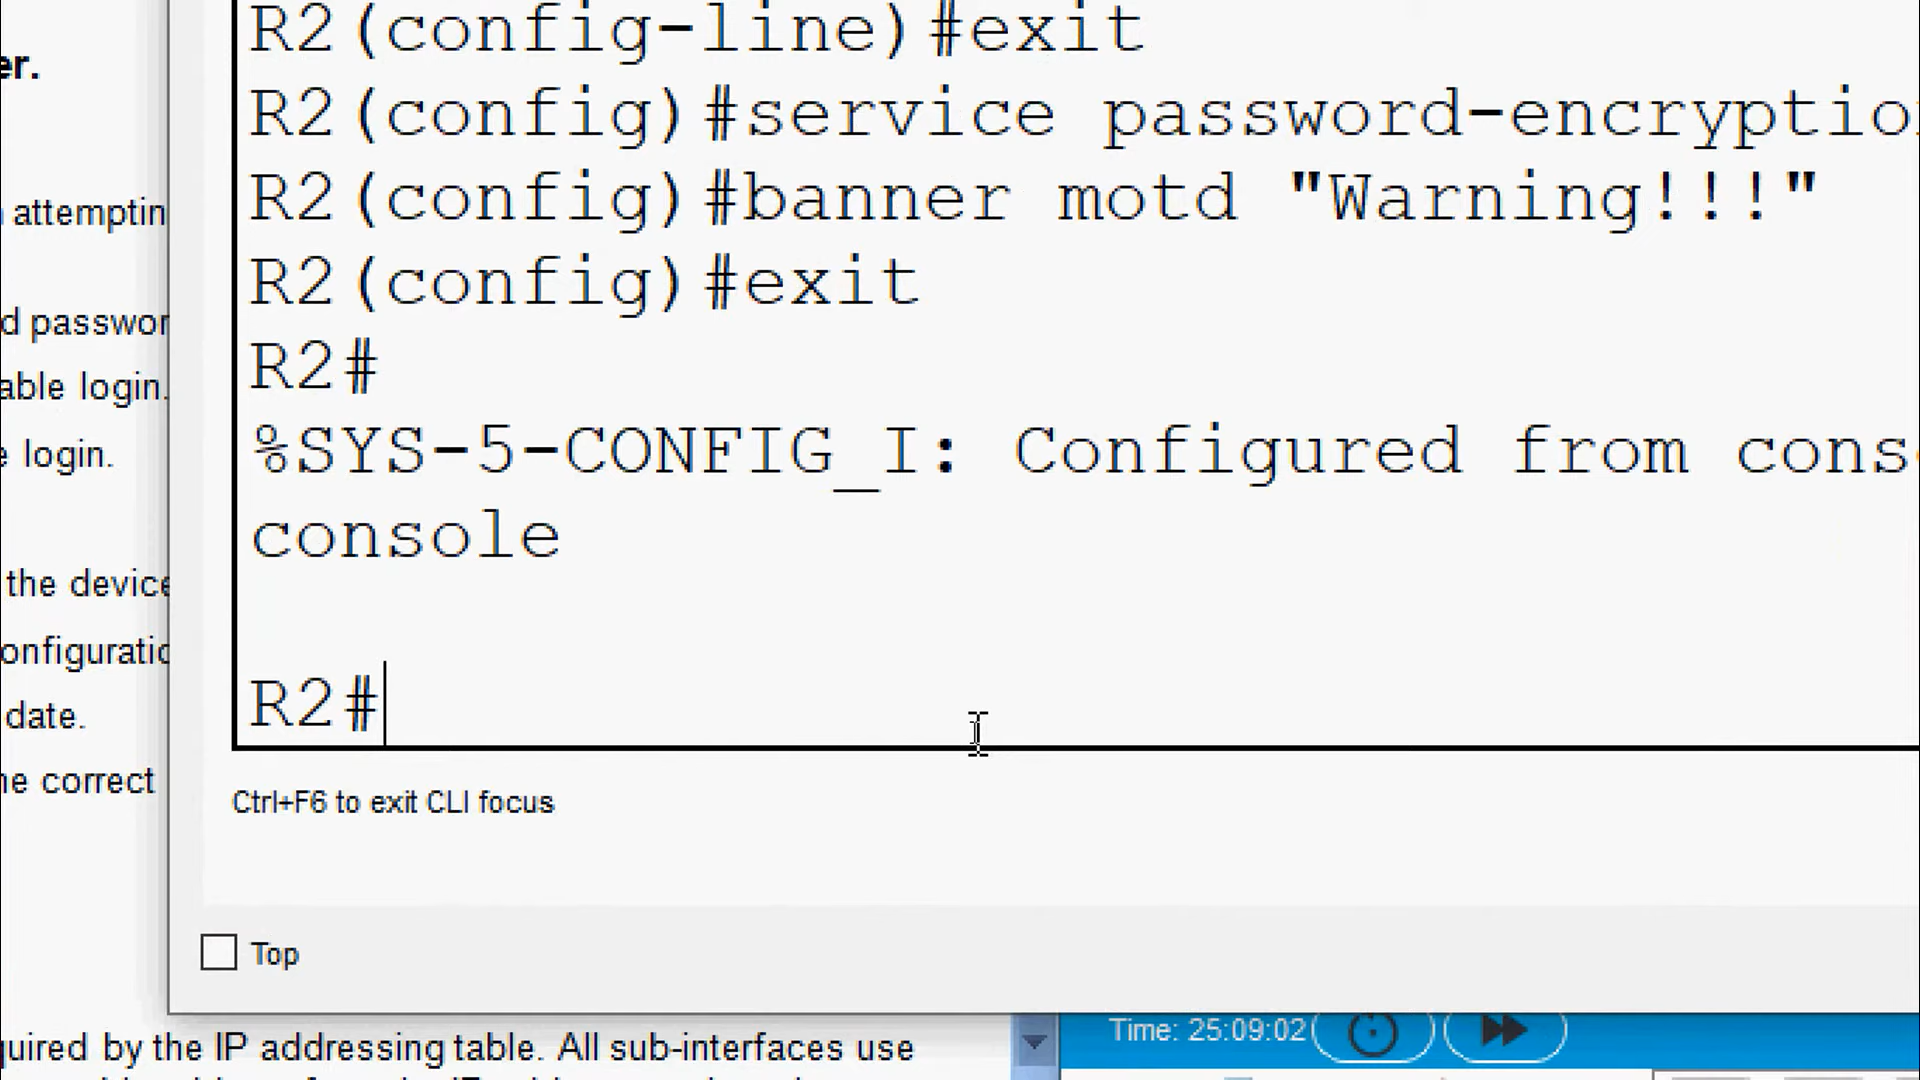 R2(config-line)#exit
er.
R2(config)#service password-encryptio
R2(config)#banner motd "Warning!!!"
attemptin
R2(config)#exit
d passwor
R2#
able login.
%SYS-5-CONFIG_I: Configured from cons
e login.
console
the device
onfiguratio
R2#
date.
ne correct
Ctrl+F6 to exit CLI focus
Top
Time: 25:09:02
quired by the IP addressing table. All sub-interfaces use